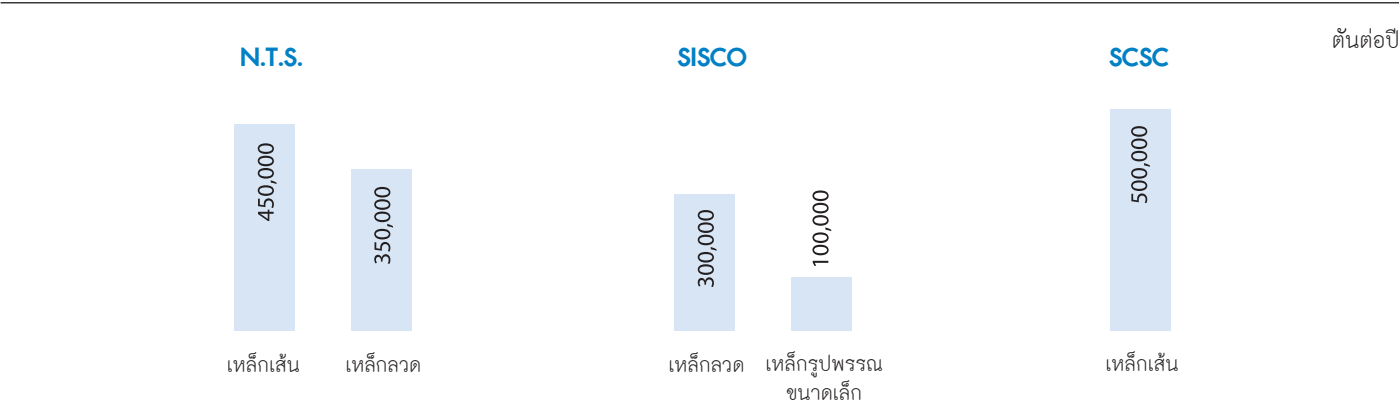 ตันต่อปี
N.T.S.
450,000
350,000
เหล็กเส้น
เหล็กลวด
SISCO
300,000
100,000
เหล็กลวด
เหล็กรูปพรรณ
ขนาดเล็ก
SCSC
500,000
เหล็กเส้น